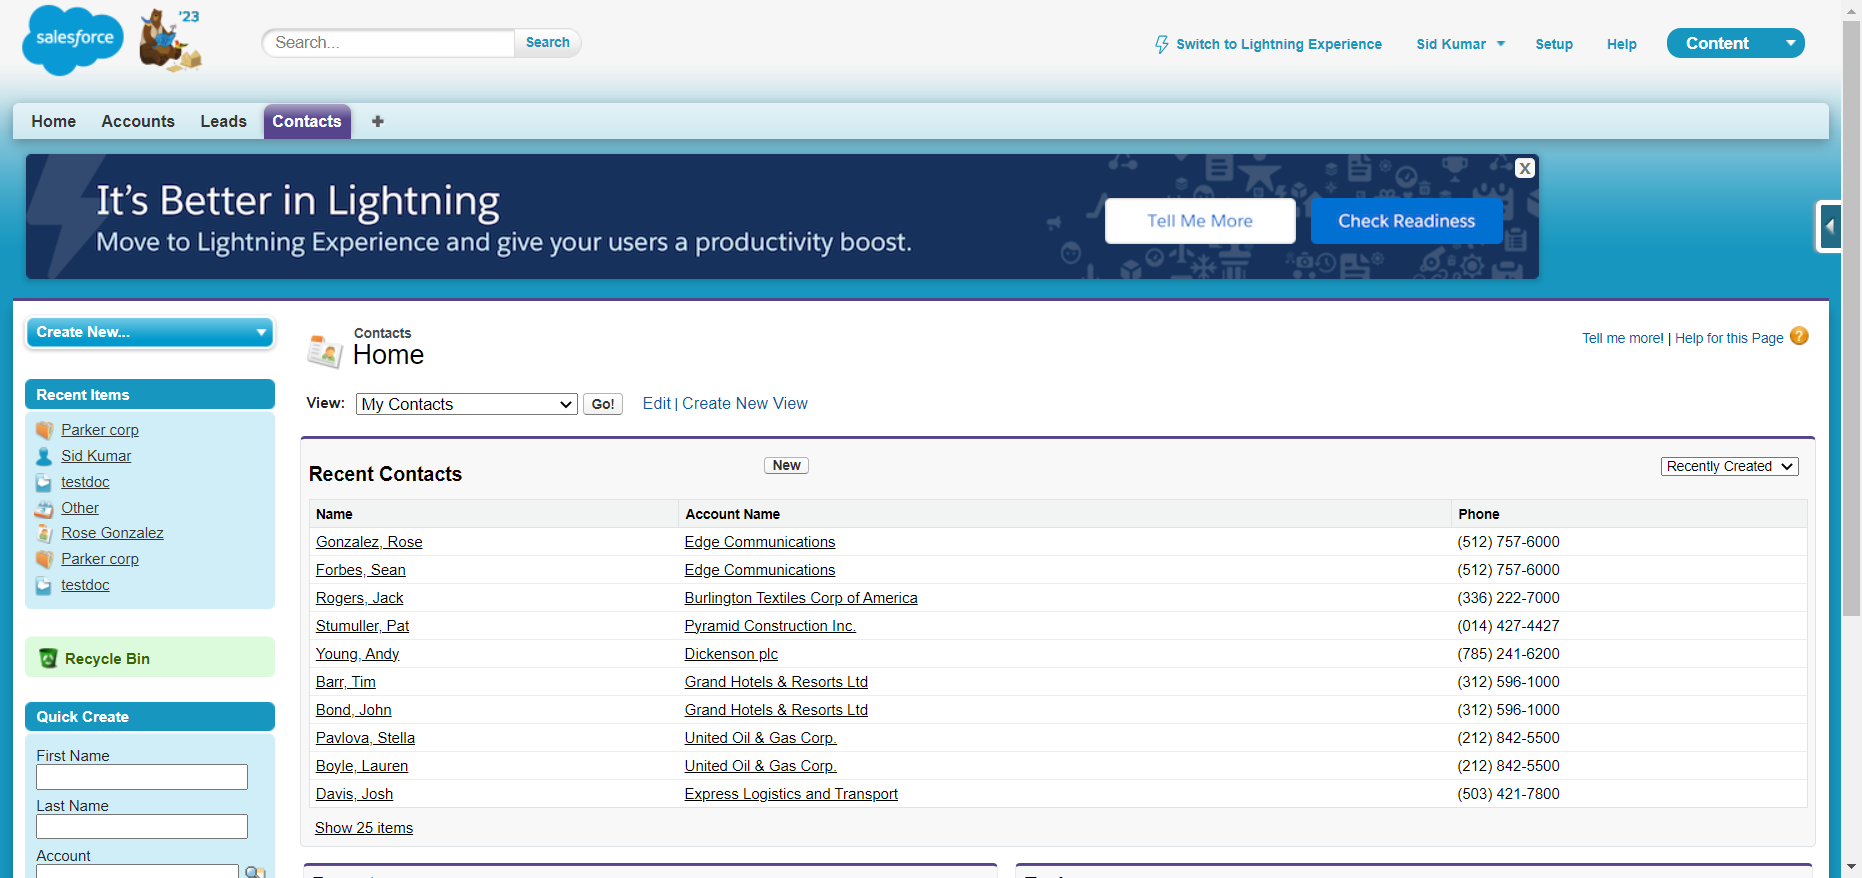 salesforce
'23
Search...
Search
Switch to Lightning Experience
Sid Kumar
Setup
Help
Content
Home
Accounts
Leads
Contacts
It's Better in Lightning
Move to Lightning Experience and give your users a productivity boost.
Tell Me More
Check Readiness
X
Create New...
Recent Items
Parker corp
Sid Kumar
testdoc
Other
Rose Gonzalez
Parker corp
testdoc
Recycle Bin
Quick Create
First Name
Last Name
Account
Contacts
Home
Tell me more! | Help for this Page
?
View: My Contacts Go! Edit | Create New View
Recent Contacts
New
Recently Created
Name Account Name Phone
Gonzalez, Rose Edge Communications (512) 757-6000
Forbes, Sean Edge Communications (512) 757-6000
Rogers, Jack Burlington Textiles Corp of America (336) 222-7000
Stumuller, Pat Pyramid Construction Inc. (014) 427-4427
Young, Andy Dickenson plc (785) 241-6200
Barr, Tim Grand Hotels & Resorts Ltd (312) 596-1000
Bond, John Grand Hotels & Resorts Ltd (312) 596-1000
Pavlova, Stella United Oil & Gas Corp. (212) 842-5500
Boyle, Lauren United Oil & Gas Corp. (212) 842-5500
Davis, Josh Express Logistics and Transport (503) 421-7800
Show 25 items